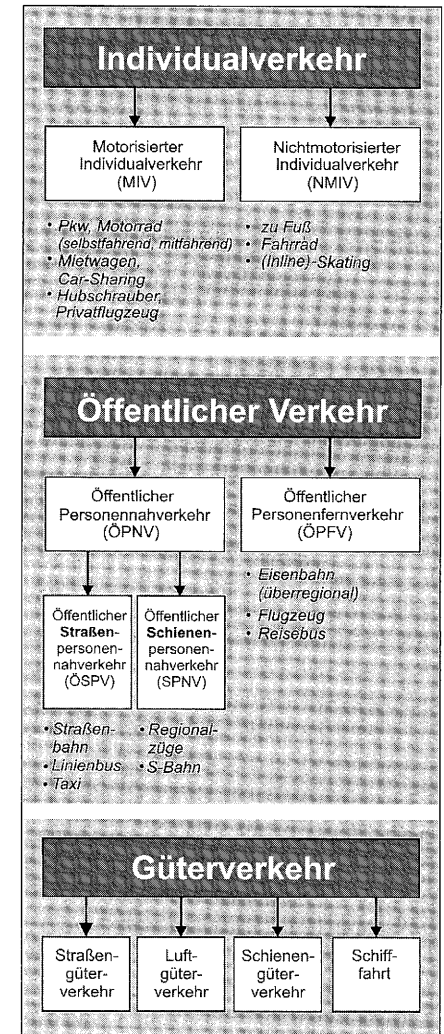 Individualverkehr
Motorisierter
Individualverkehr
(MIV)
Nichtmotorisierter
Individualverkehr
(NMIV)
• Pkw, Motorrad
(selbstfahrend, mitfahrend)
• Mietwagen,
Car-Sharing
• Hubschrauber,
Privatflugzeug
• zu Fuß
• Fahrrad
• (Inline)-Skating
Öffentlicher Verkehr
Öffentlicher
Personennahverkehr
(ÖPNV)
Öffentlicher
Personenfernverkehr
(ÖPFV)
Öffentlicher
Straßen-
personen-
nahverkehr
(ÖSPV)
Öffentlicher
Schienen-
personen-
nahverkehr
(SPNV)
• Eisenbahn
(überregional)
• Flugzeug
• Reisebus
• Straßen-
bahn
• Linienbus
• Taxi
• Regional-
züge
• S-Bahn
Güterverkehr
Straßen-
güter-
verkehr
Luft-
güter-
verkehr
Schienen-
güter-
verkehr
Schiff-
fahrt